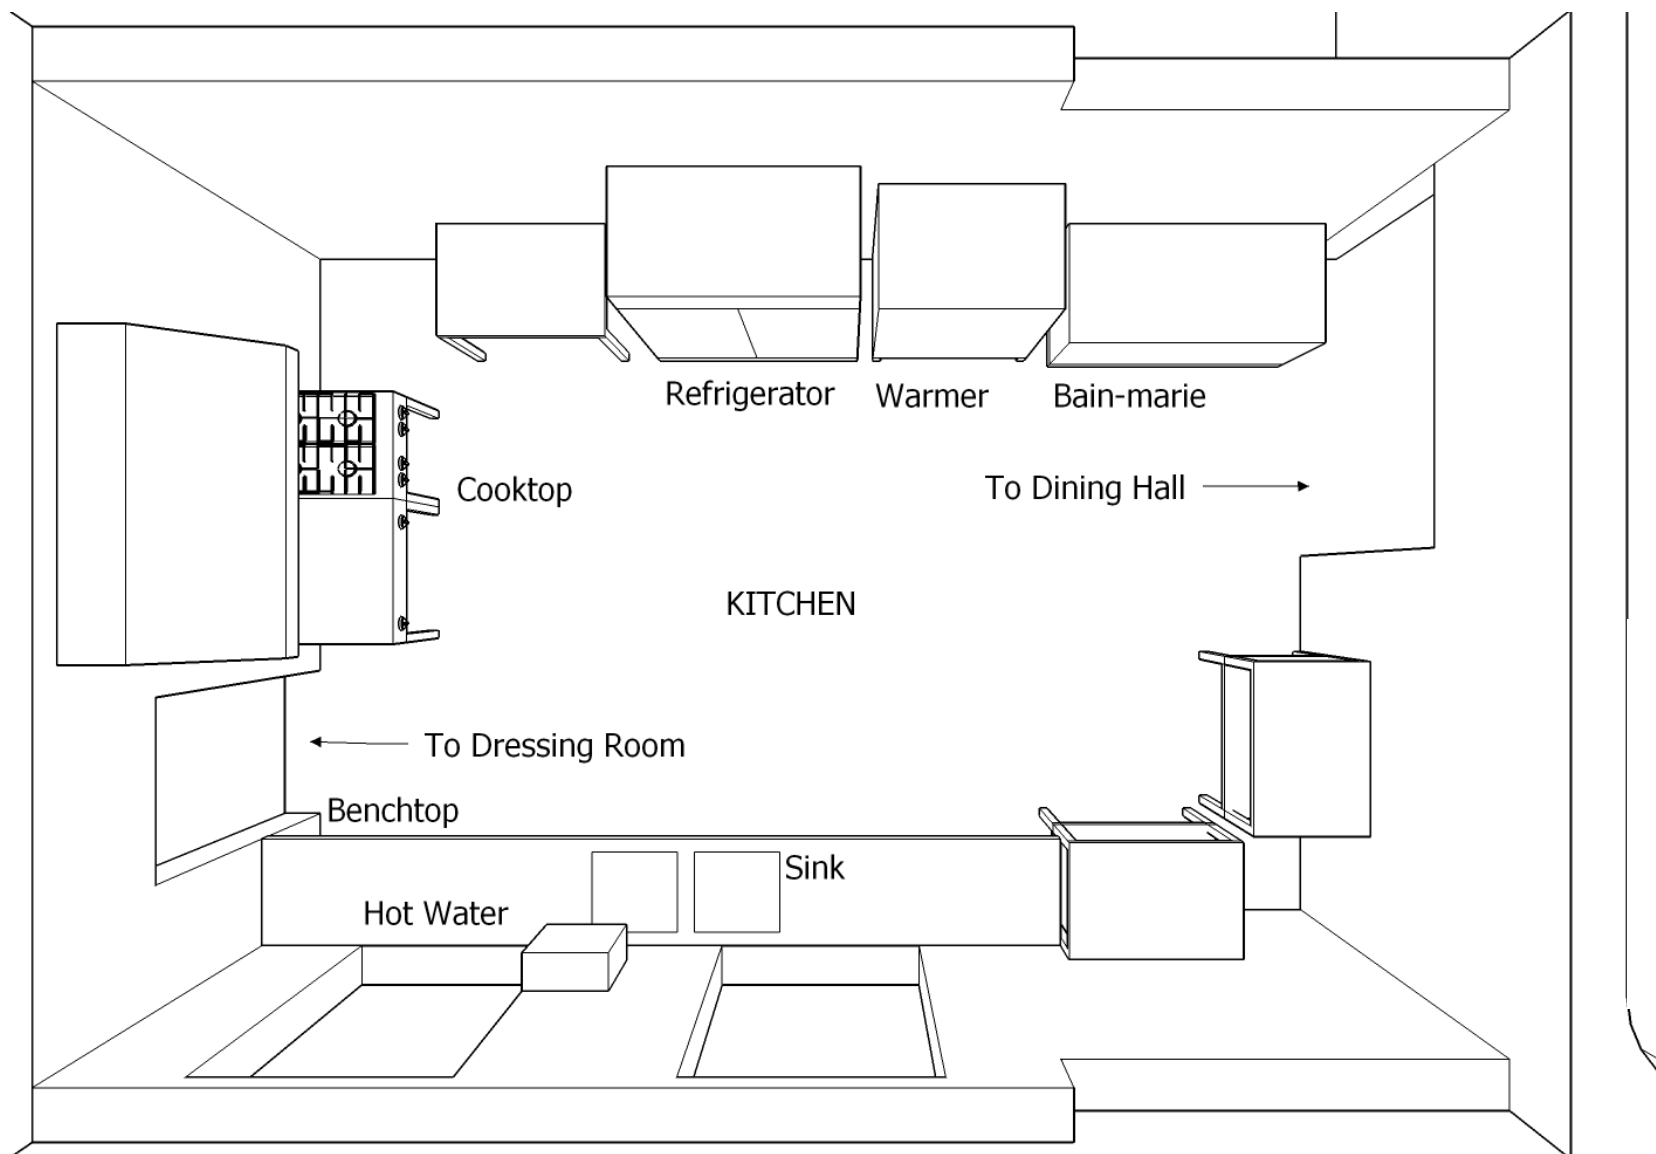 Refrigerator
Warmer
Bain-marie
Cooktop
To Dining Hall
KITCHEN
To Dressing Room
Benchtop
Sink
Hot Water